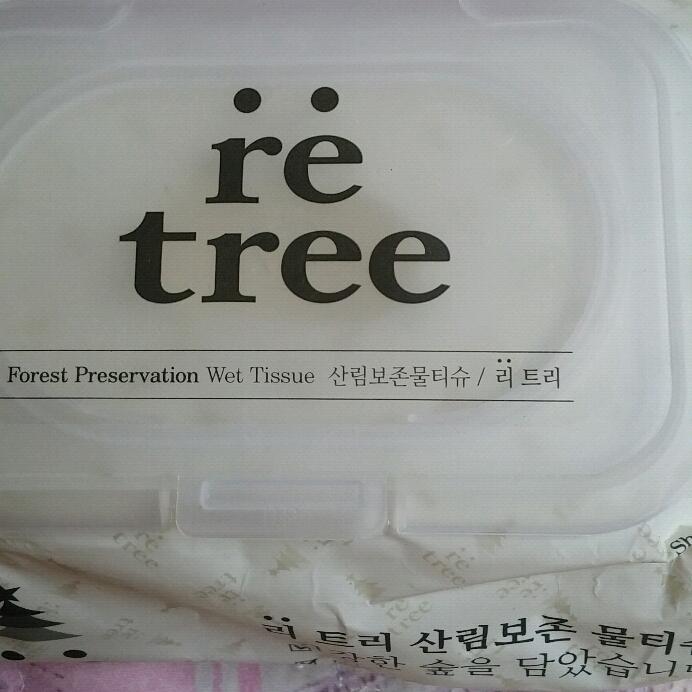 rë
tree
Forest Preservation Wet Tissue 산림보존물티슈 / 리 트리
Sh
리 트리 산림보존 물티슈
숲을 담았습니다